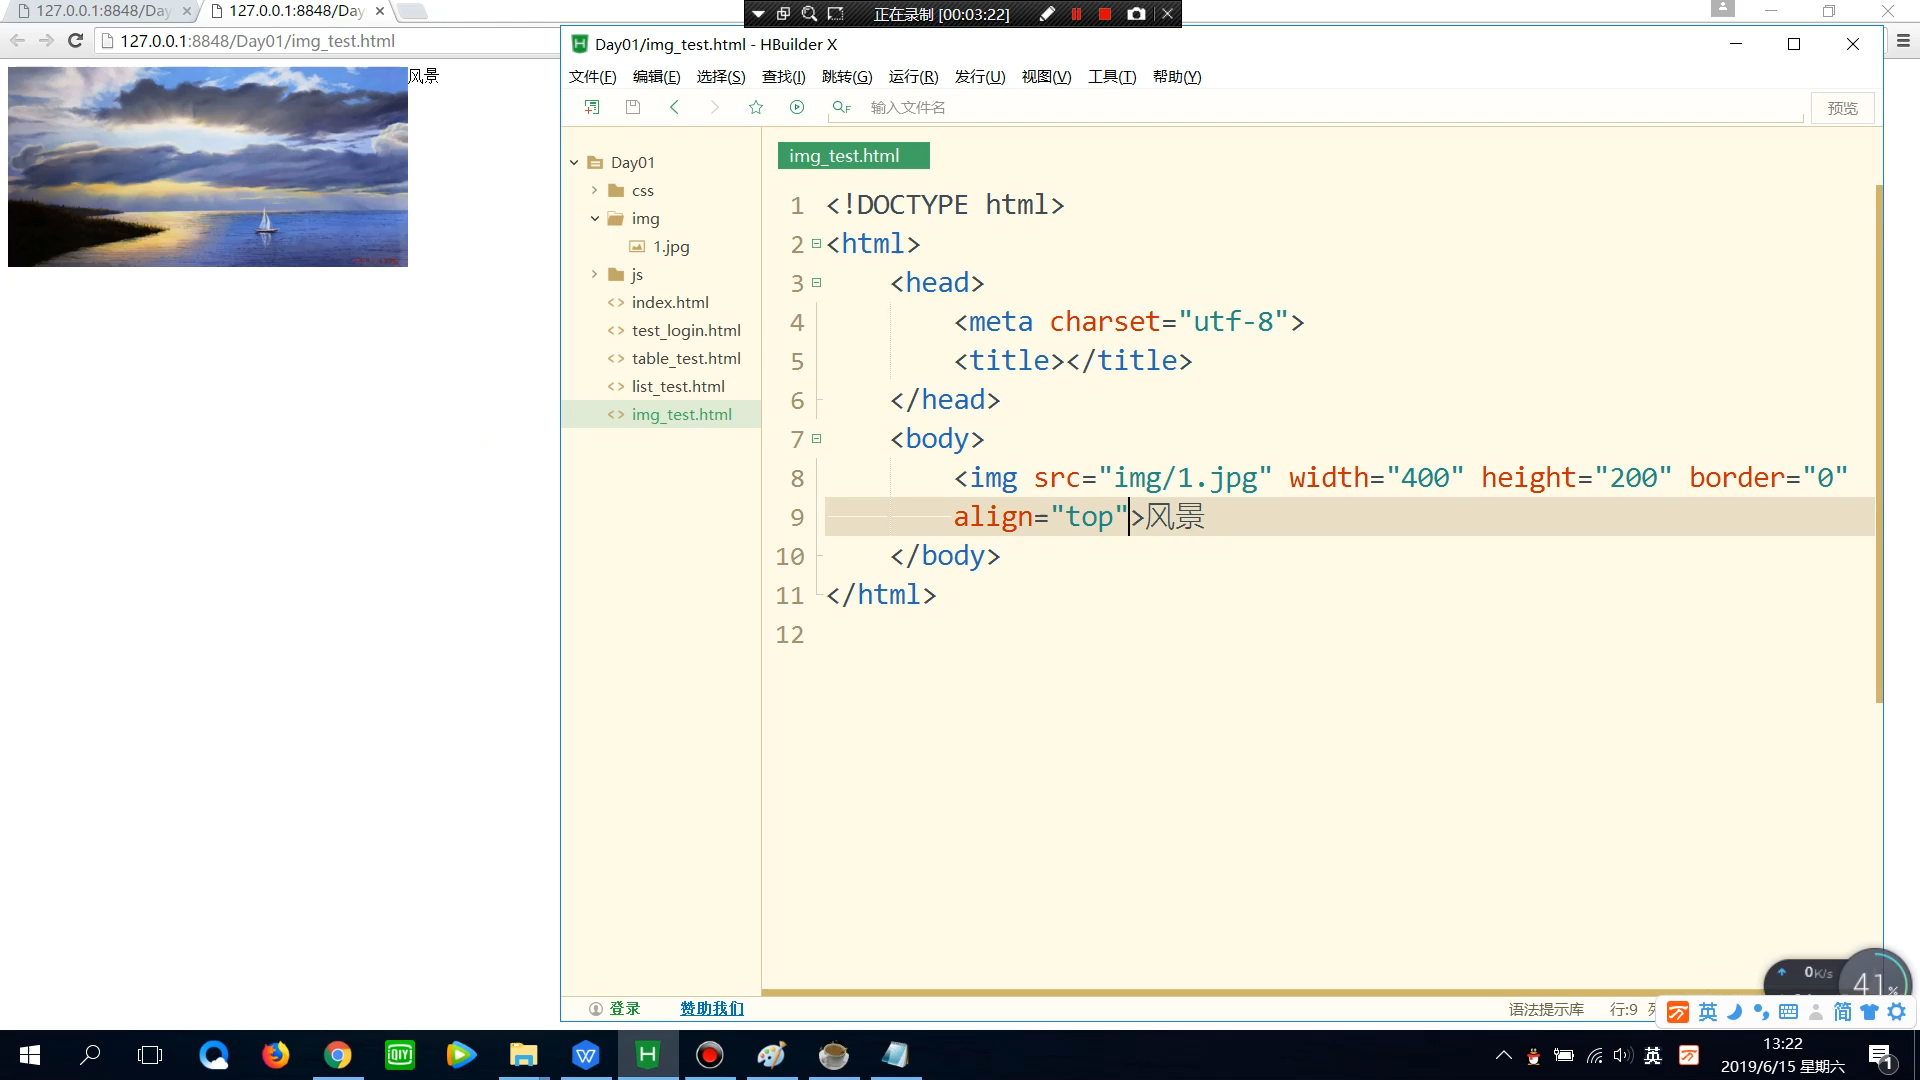 127.0.0.1:8848/Day
127.0.0.1:8848/Day
正在录制 [00:03:22]
127.0.0.1:8848/Day01/img_test.html
风景
Day01/img_test.html - HBuilder X
文件(F) 编辑(E) 选择(S) 查找(I) 跳转(G) 运行(R) 发行(U) 视图(V) 工具(T) 帮助(Y)
输入文件名
预览
Day01
css
img
1.jpg
js
index.html
test_login.html
table_test.html
list_test.html
img_test.html
img_test.html
1 <!DOCTYPE html>
2 <html>
3 <head>
4 <meta charset="utf-8">
5 <title></title>
6 </head>
7 <body>
8 <img src="img/1.jpg" width="400" height="200" border="0"
9 align="top">风景
10 </body>
11 </html>
12
0K/s
41%
登录 赞助我们
语法提示库 行:9
英 简
英
13:22
2019/6/15 星期六
1